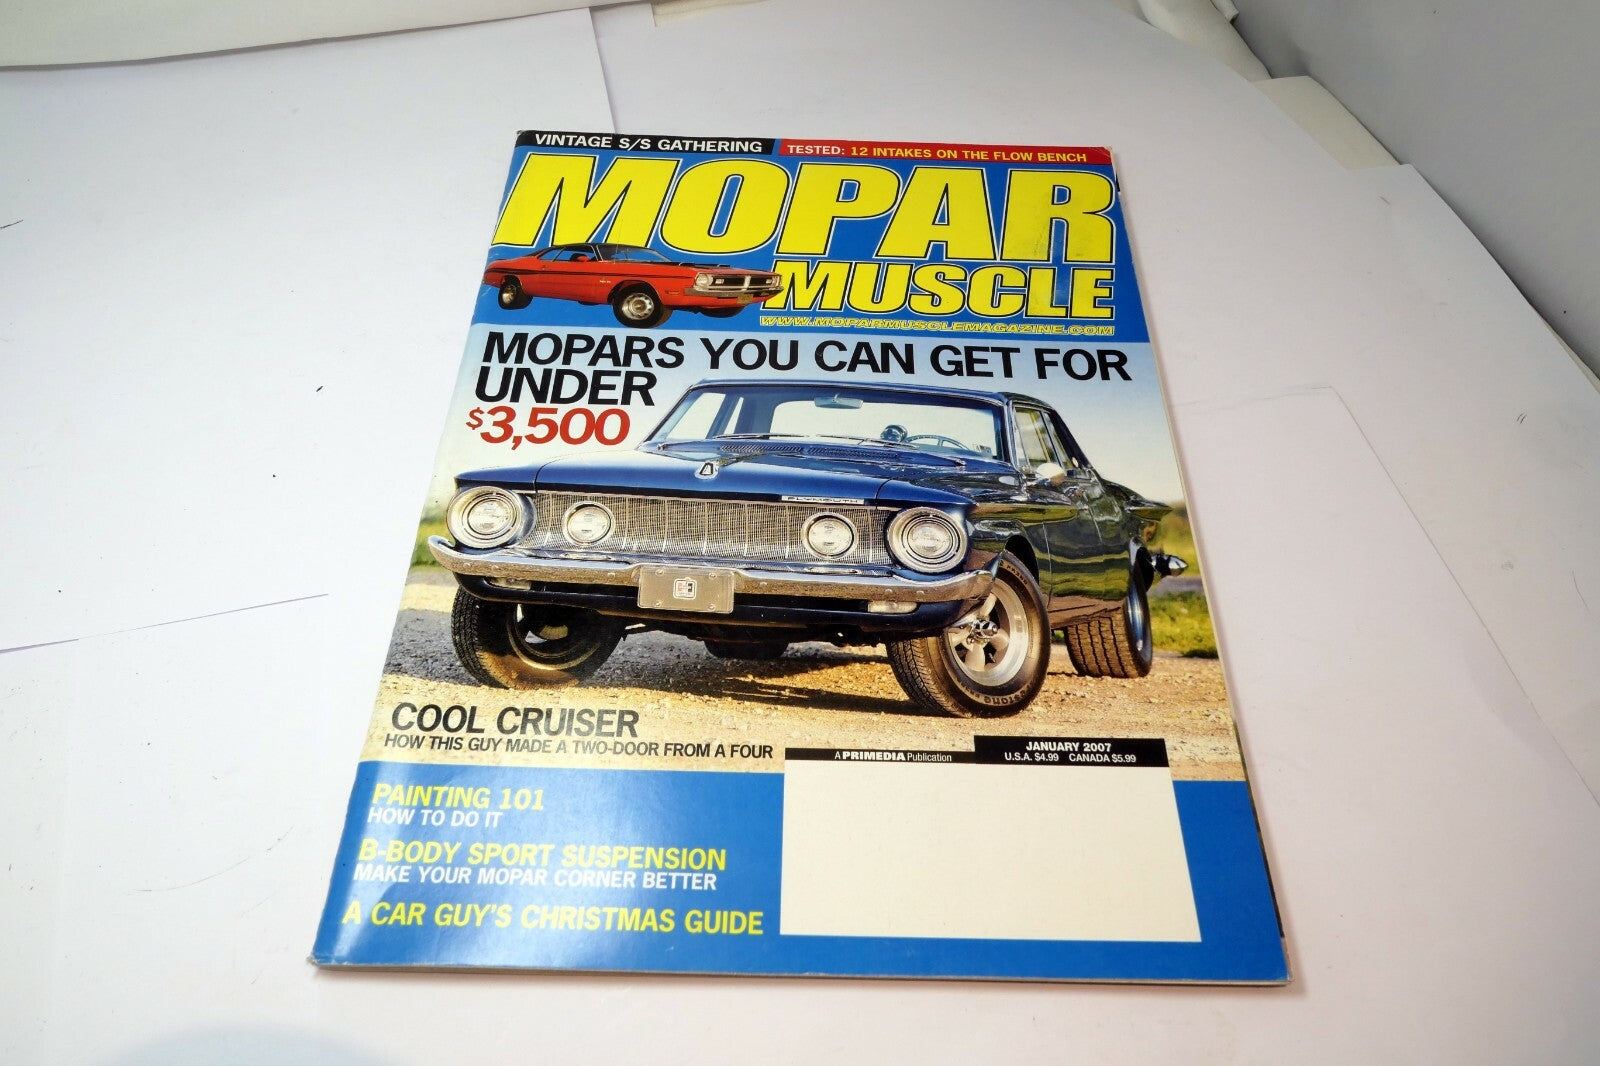 VINTAGE S/S GATHERING
TESTED: 12 INTAKES ON THE FLOW BENCH
MOPAR
MUSCLE
WWW.MOPARMUSCLEMAGAZINE.COM
MOPARS YOU CAN GET FOR
UNDER
$3,500
PLYMOUTH
Firestone
COOL CRUISER
HOW THIS GUY MADE A TWO-DOOR FROM A FOUR
A PRIMEDIA Publication
JANUARY 2007
U.S.A. $4.99 CANADA $5.99
PAINTING 101
HOW TO DO IT
B-BODY SPORT SUSPENSION
MAKE YOUR MOPAR CORNER BETTER
A CAR GUY'S CHRISTMAS GUIDE